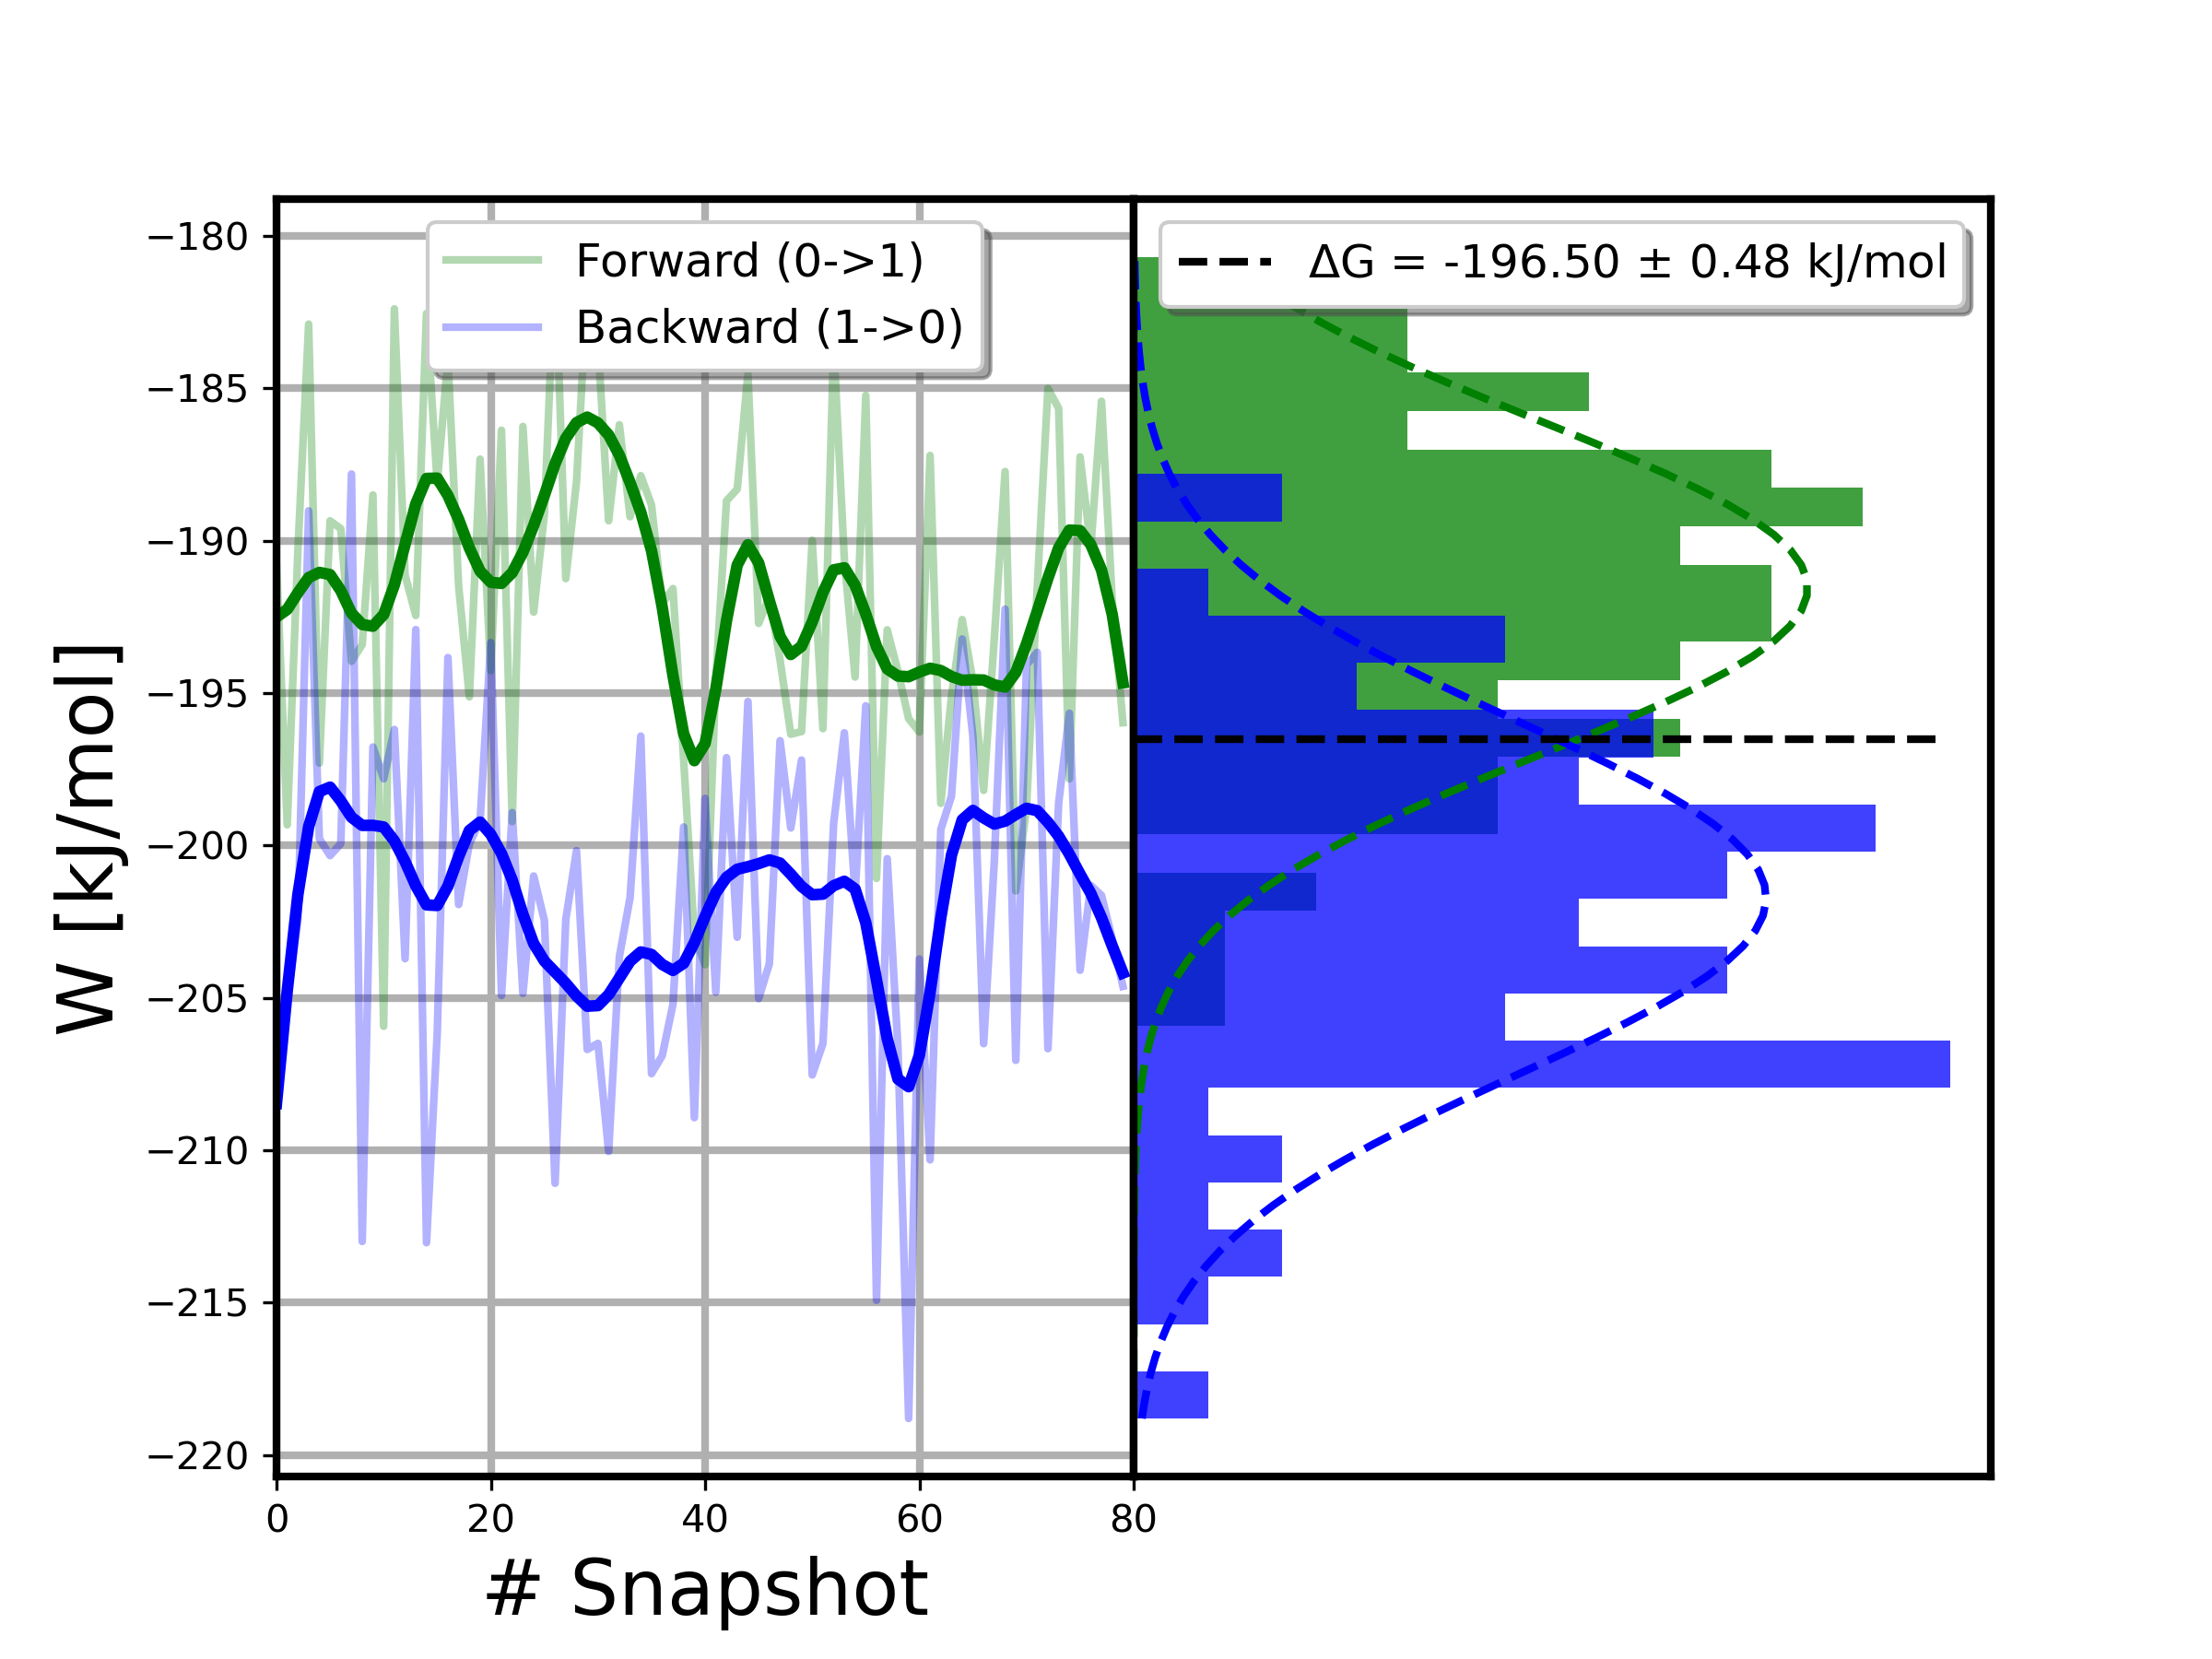 −180
−185
−190
−195
−200
−205
−210
−215
−220
W [kJ/mol]
Forward (0->1)
Backward (1->0)
ΔG = -196.50 ± 0.48 kJ/mol
0 20 40 60 80
# Snapshot